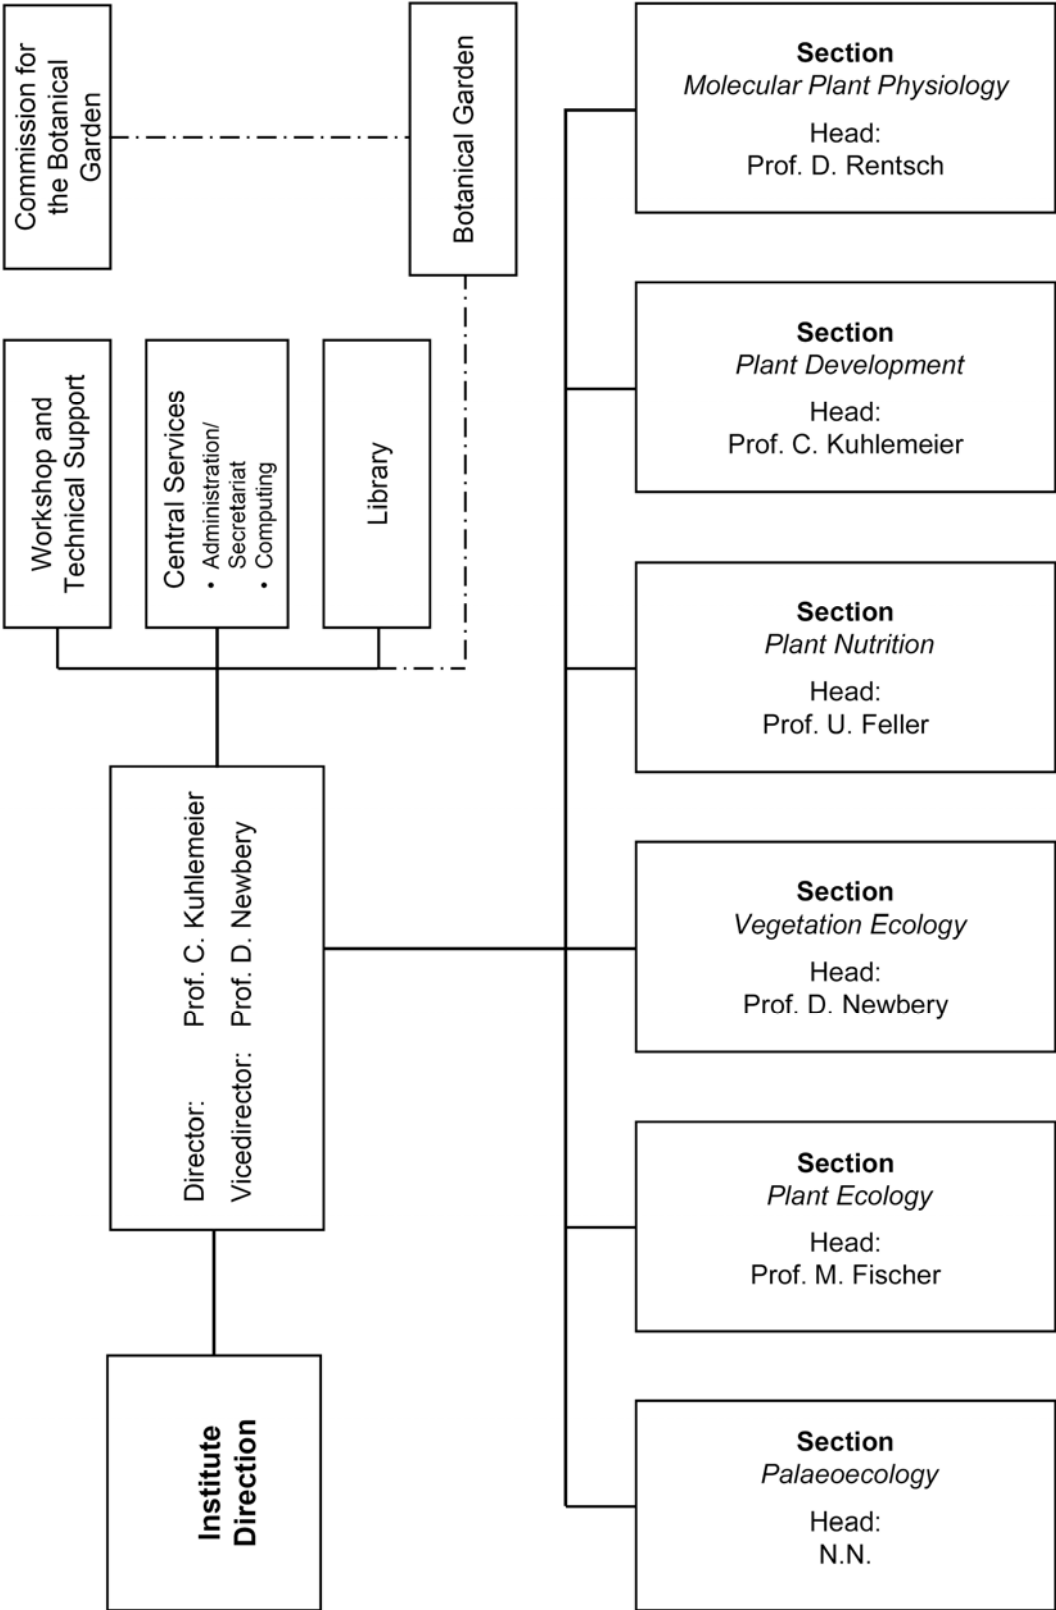 Commission for
the Botanical
Garden
Botanical Garden
Workshop and
Technical Support
Central Services
• Administration/
Secretariat
• Computing
Library
Director: Prof. C. Kuhlemeier
Vicedirector: Prof. D. Newbery
Institute
Direction
Section
Molecular Plant Physiology
Head:
Prof. D. Rentsch
Section
Plant Development
Head:
Prof. C. Kuhlemeier
Section
Plant Nutrition
Head:
Prof. U. Feller
Section
Vegetation Ecology
Head:
Prof. D. Newbery
Section
Plant Ecology
Head:
Prof. M. Fischer
Section
Palaeoecology
Head:
N.N.